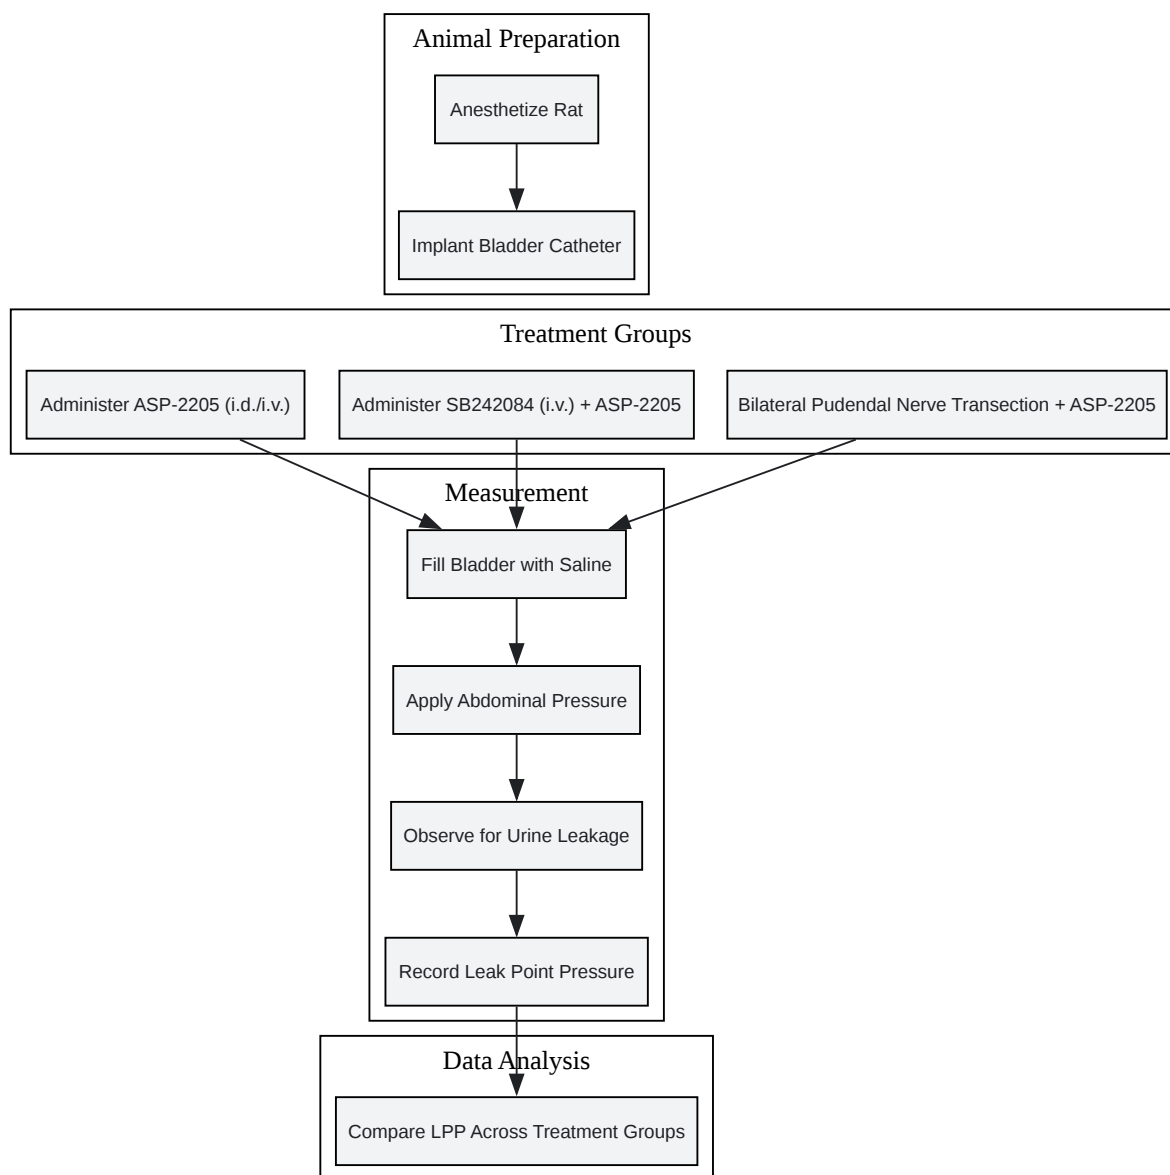 Animal Preparation
Anesthetize Rat
Implant Bladder Catheter
Treatment Groups
Administer ASP-2205 (i.d./i.v.)
Administer SB242084 (i.v.) + ASP-2205
Bilateral Pudendal Nerve Transection + ASP-2205
Measurement
Fill Bladder with Saline
Apply Abdominal Pressure
Observe for Urine Leakage
Record Leak Point Pressure
Data Analysis
Compare LPP Across Treatment Groups